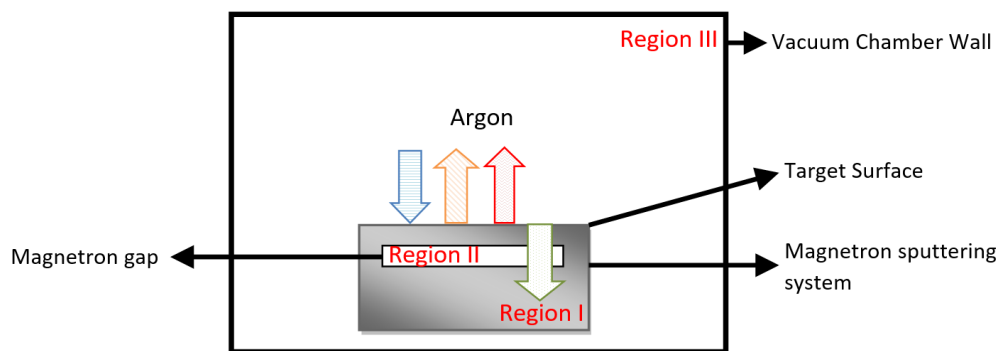 Region III
Vacuum Chamber Wall
Argon
Target Surface
Magnetron gap
Region II
Magnetron sputtering
system
Region I